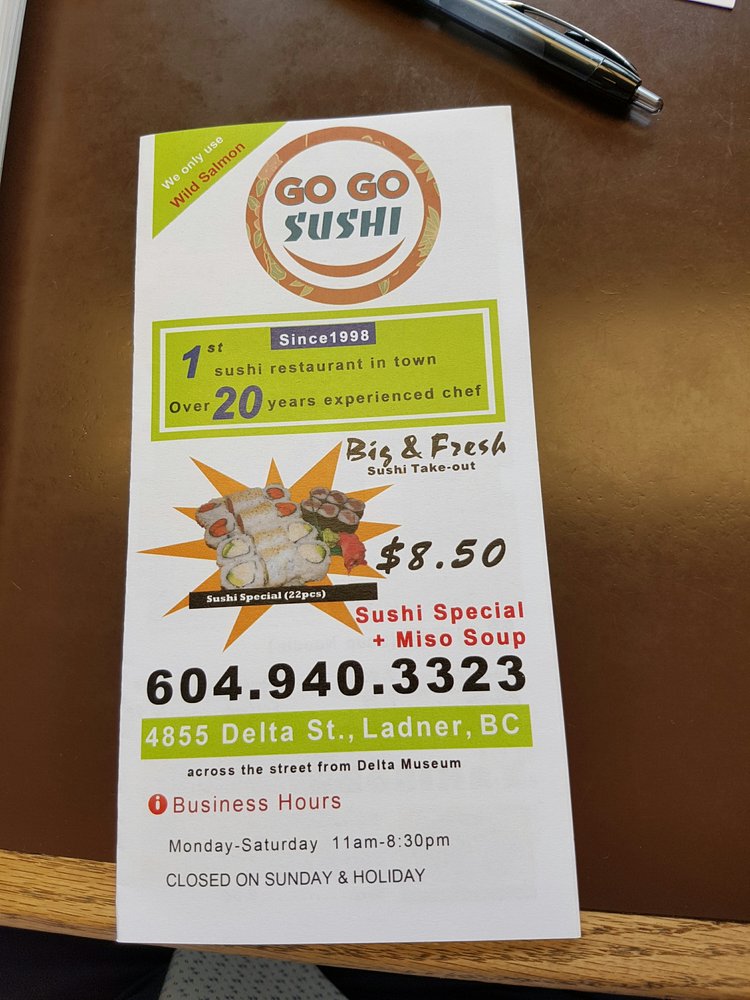 We only use
Wild Salmon
GO GO
SUSHI
Since1998
1st sushi restaurant in town
Over 20 years experienced chef
Big & Fresh
Sushi Take-out
$8.50
Sushi Special (22pcs)
Sushi Special
+ Miso Soup
604.940.3323
4855 Delta St., Ladner, BC
across the street from Delta Museum
i Business Hours
Monday-Saturday 11am-8:30pm
CLOSED ON SUNDAY & HOLIDAY